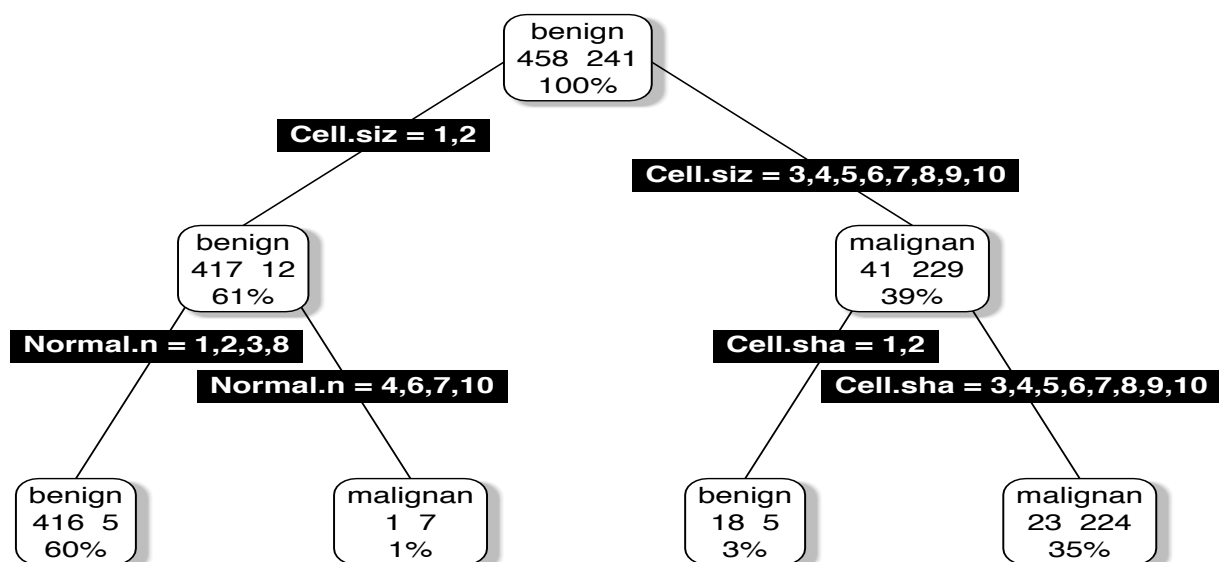 benign
458 241
100%
Cell.siz = 1,2
Cell.siz = 3,4,5,6,7,8,9,10
benign
417 12
61%
malignan
41 229
39%
Normal.n = 1,2,3,8
Normal.n = 4,6,7,10
Cell.sha = 1,2
Cell.sha = 3,4,5,6,7,8,9,10
benign
416 5
60%
malignan
1 7
1%
benign
18 5
3%
malignan
23 224
35%